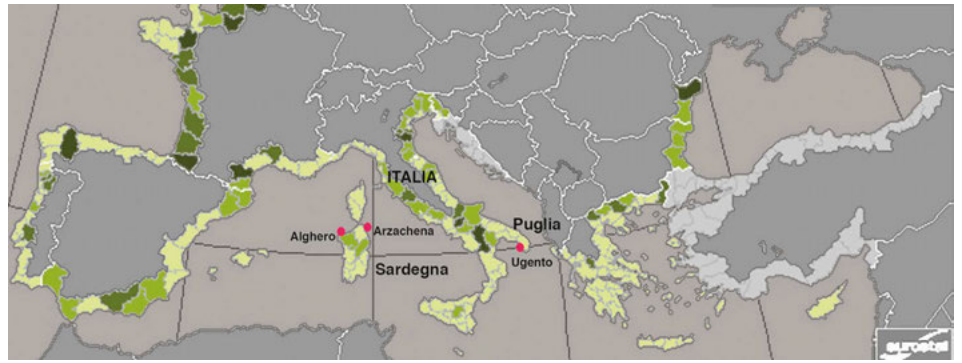 ITALIA
Puglia
Alghero
Arzachena
Ugento
Sardegna
eurostat